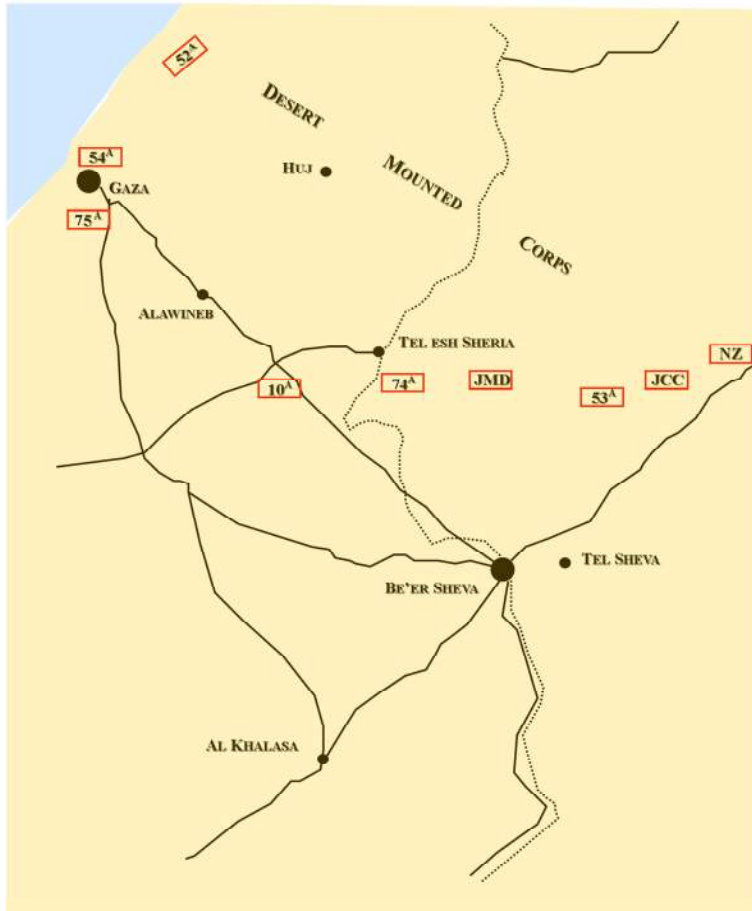 52A
DESERT
54A
HUJ
MOUNTED
GAZA
75A
CORPS
ALAWINEB
TEL ESH SHERIA
NZ
10A
74A
JMD
JCC
53A
TEL SHEVA
BE'ER SHEVA
AL KHALASA